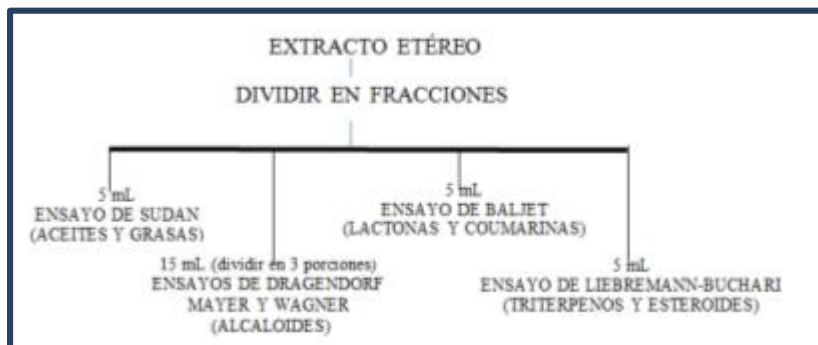 EXTRACTO ETÉREO
DIVIDIR EN FRACCIONES
5 mL
ENSAYO DE SUDAN
(ACEITES Y GRASAS)
15 mL (dividir en 3 porciones)
ENSAYOS DE DRAGENDORF
MAYER Y WAGNER
(ALCALOIDES)
5 mL
ENSAYO DE BALJET
(LACTONAS Y COUMARINAS)
5 mL
ENSAYO DE LIEBREMANN-BUCHARI
(TRITERPENOS Y ESTEROIDES)